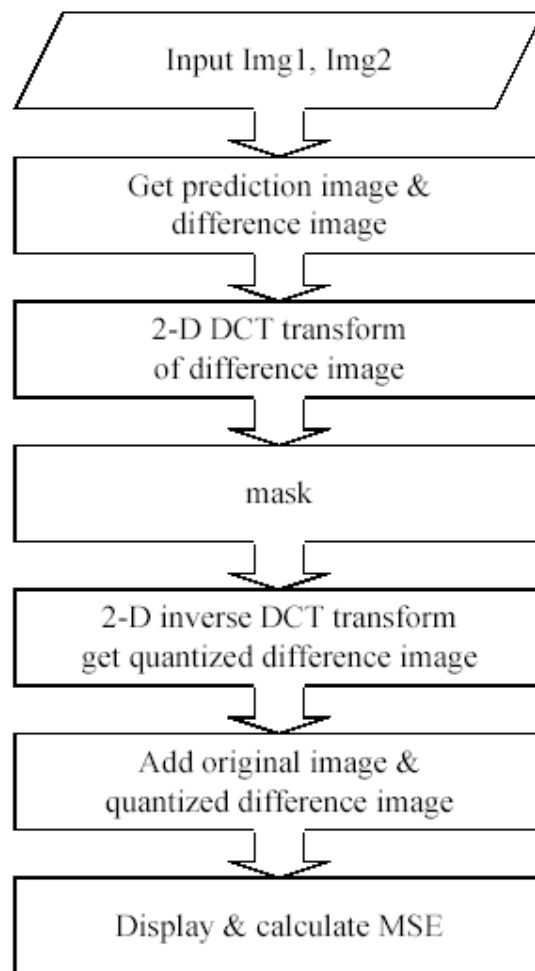 Input Img1, Img2
Get prediction image &
difference image
2-D DCT transform
of difference image
mask
2-D inverse DCT transform
get quantized difference image
Add original image &
quantized difference image
Display & calculate MSE